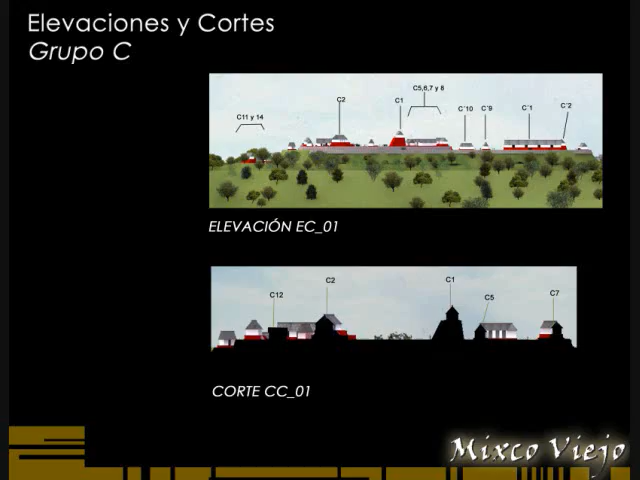 Elevaciones y Cortes
Grupo C
C11 y 14
C2
C1
C5,6,7 y 8
C´10
C´9
C´1
C´2
ELEVACIÓN EC_01
C12
C2
C1
C5
C7
CORTE CC_01
Mixco Viejo